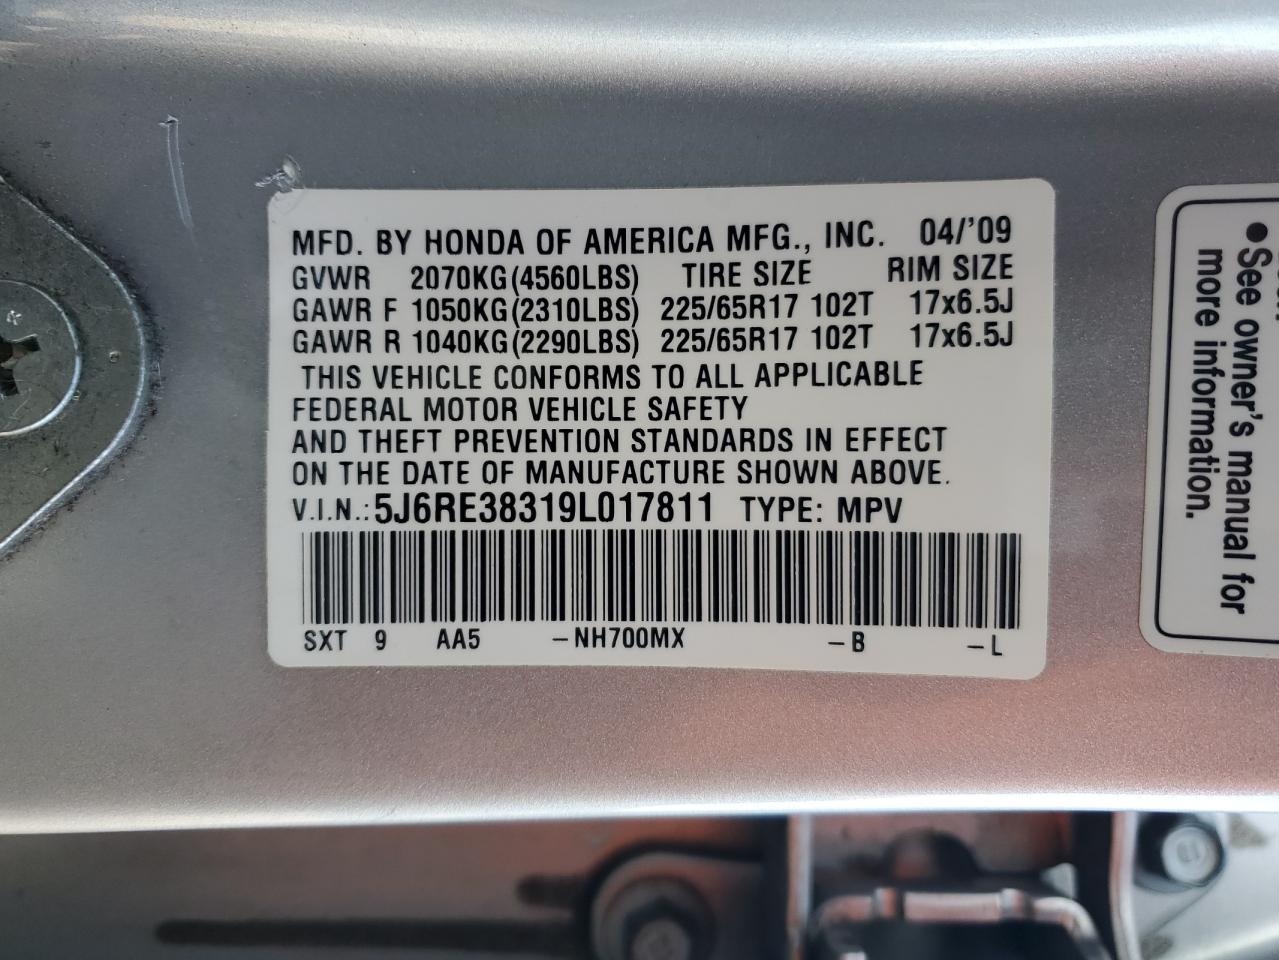 MFD. BY HONDA OF AMERICA MFG., INC. 04/'09
GVWR 2070KG(4560LBS) TIRE SIZE RIM SIZE
GAWR F 1050KG(2310LBS) 225/65R17 102T 17x6.5J
GAWR R 1040KG(2290LBS) 225/65R17 102T 17x6.5J
THIS VEHICLE CONFORMS TO ALL APPLICABLE
FEDERAL MOTOR VEHICLE SAFETY
AND THEFT PREVENTION STANDARDS IN EFFECT
ON THE DATE OF MANUFACTURE SHOWN ABOVE.
V.I.N.: 5J6RE38319L017811 TYPE: MPV
SXT 9 AA5 -NH700MX -B -L
●See owner's manual for
more information.